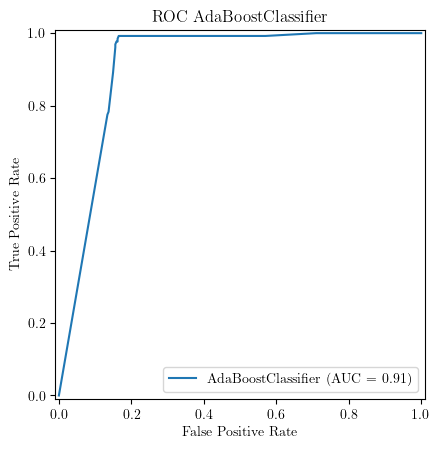 ROC AdaBoostClassifier
1.0
0.8
0.6
0.4
0.2
0.0
True Positive Rate
AdaBoostClassifier (AUC = 0.91)
0.0 0.2 0.4 0.6 0.8 1.0
False Positive Rate